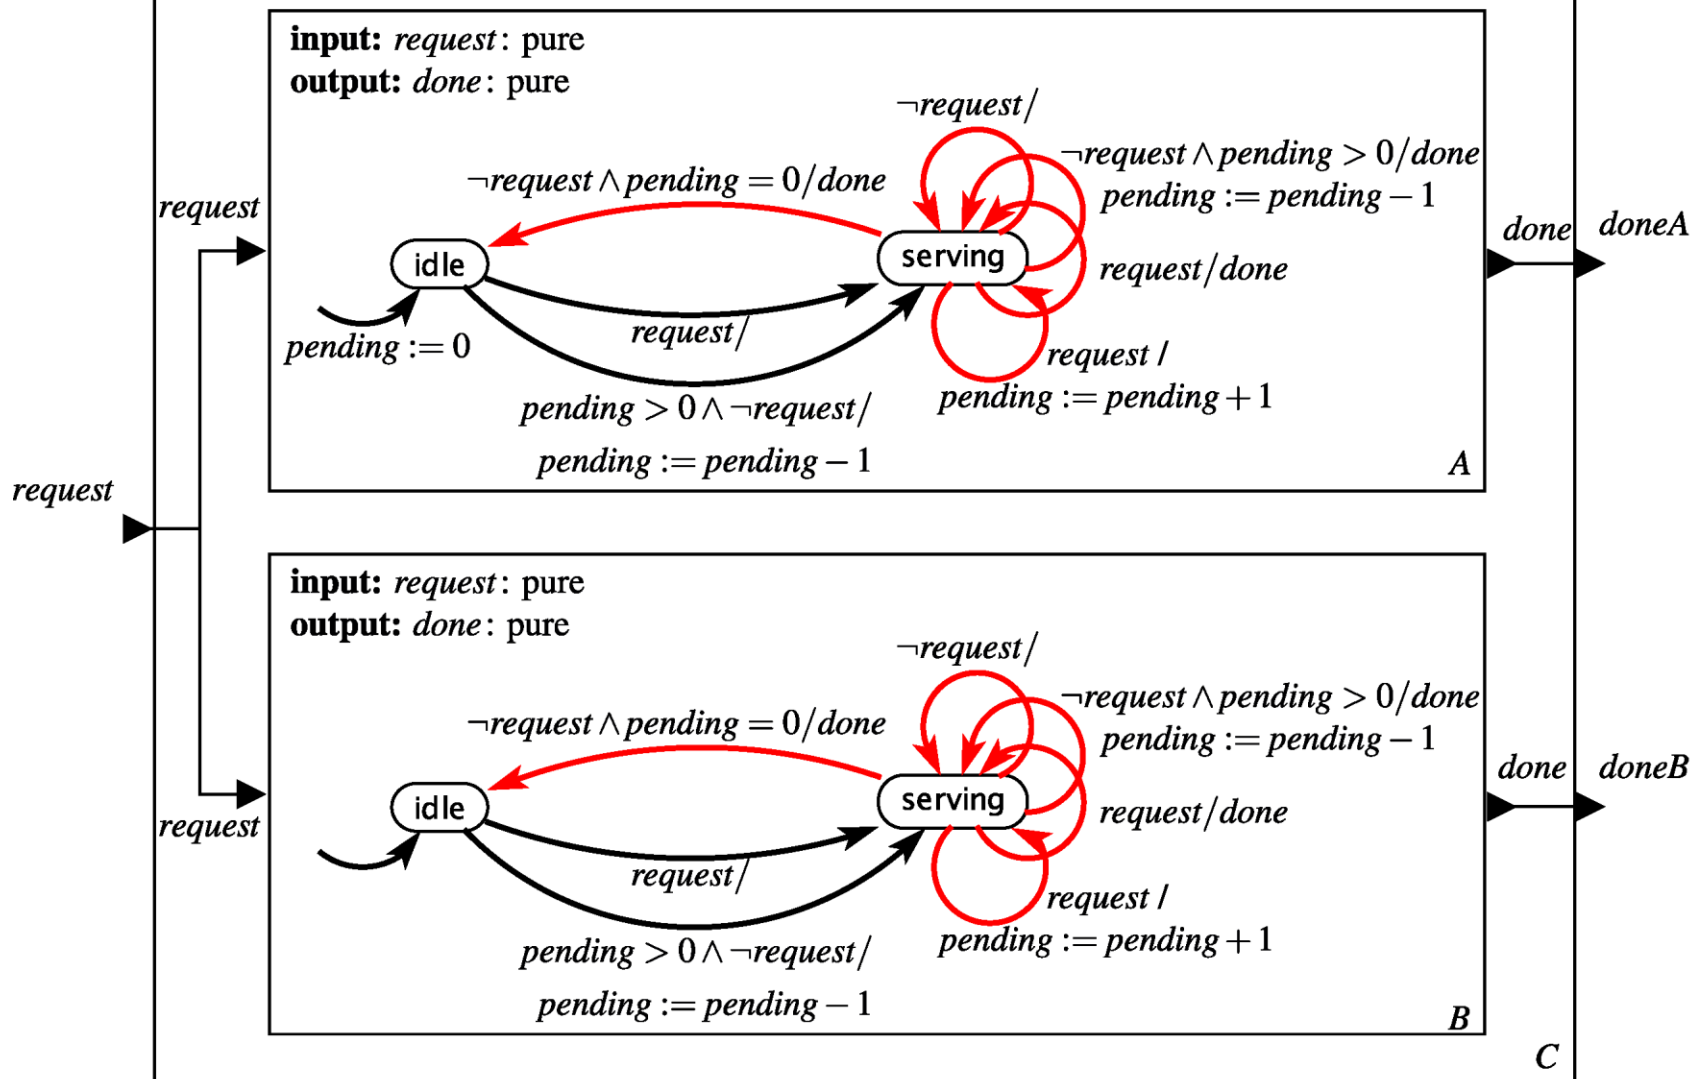 input: request: pure
output: done: pure
¬request/
¬request ∧ pending > 0/done
pending := pending − 1
¬request ∧ pending = 0/done
request
done
doneA
idle
serving
request/done
request/
pending := 0
request /
pending := pending + 1
pending > 0 ∧ ¬request/
pending := pending − 1
A
request
input: request: pure
output: done: pure
¬request/
¬request ∧ pending > 0/done
pending := pending − 1
¬request ∧ pending = 0/done
done
doneB
request
idle
serving
request/done
request/
request /
pending := pending + 1
pending > 0 ∧ ¬request/
pending := pending − 1
B
C